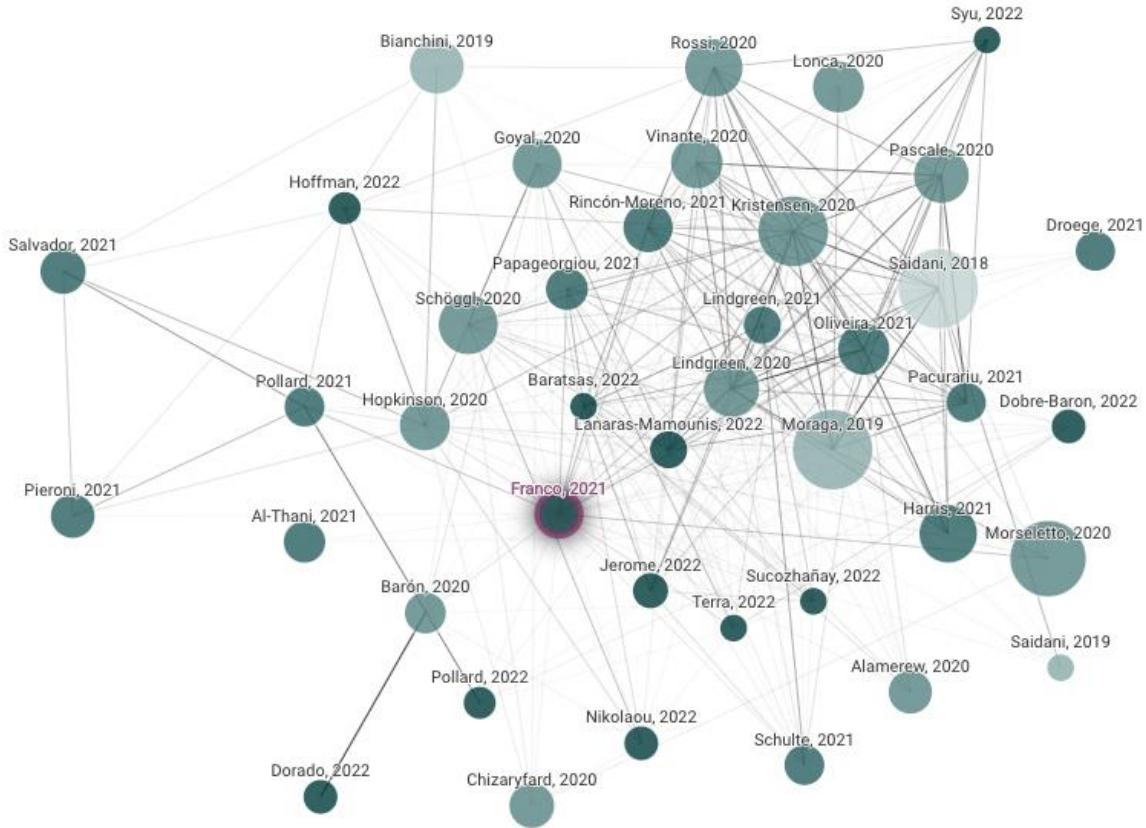 Syu, 2022
Bianchini, 2019
Rossi, 2020
Lonca, 2020
Goyal, 2020
Vinante, 2020
Pascale, 2020
Hoffman, 2022
Rincón-Moreno, 2021
Kristensen, 2020
Droege, 2021
Salvador, 2021
Papageorgiou, 2021
Saidani, 2018
Schöggl, 2020
Lindgreen, 2021
Oliveira, 2021
Lindgreen, 2020
Pollard, 2021
Baratsas, 2022
Pacurariu, 2021
Hopkinson, 2020
Dobre-Baron, 2022
Lanaras-Mamounis, 2022
Moraga, 2019
Pieroni, 2021
Franco, 2021
Al-Thani, 2021
Harris, 2021
Morseletto, 2020
Jerome, 2022
Sucozhañay, 2022
Barón, 2020
Terra, 2022
Saidani, 2019
Pollard, 2022
Alamerew, 2020
Nikolaou, 2022
Schulte, 2021
Dorado, 2022
Chizaryfard, 2020